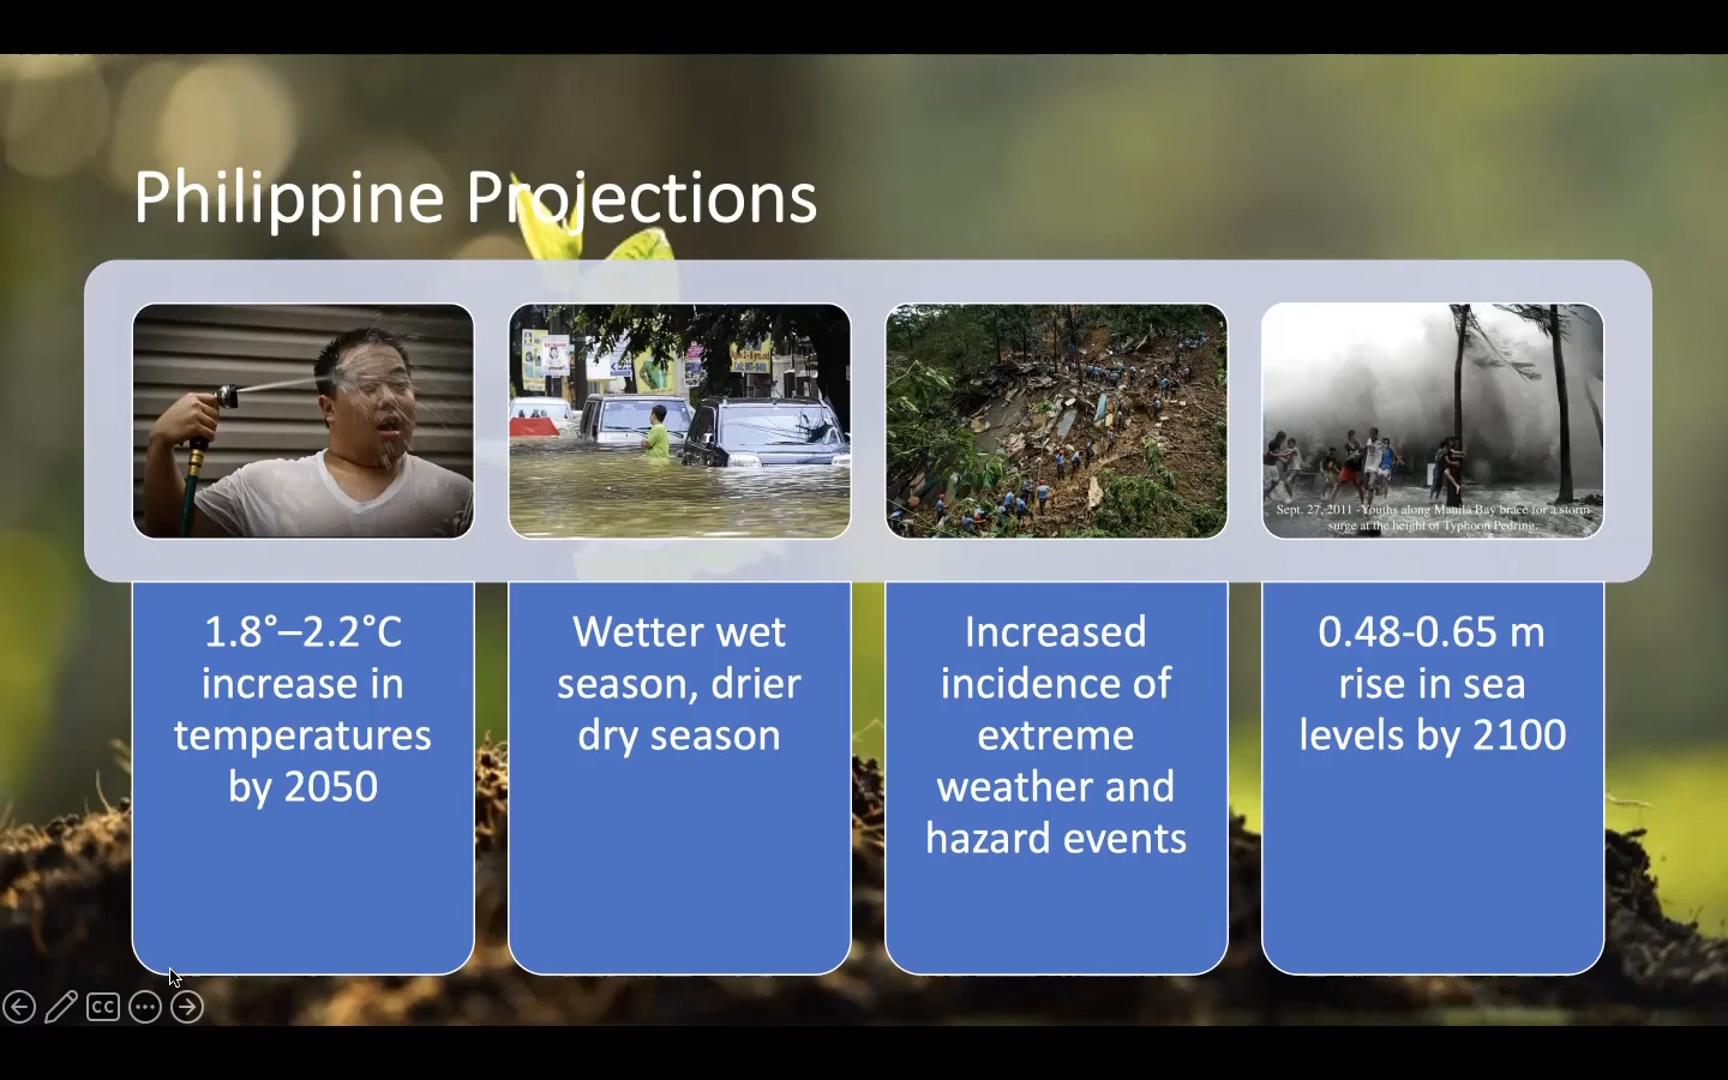 Philippine Projections
Sept. 27, 2011 - Youths along Manila Bay brace for a storm
surge at the height of Typhoon Pedring.
1.8°–2.2°C
increase in
temperatures
by 2050
Wetter wet
season, drier
dry season
Increased
incidence of
extreme
weather and
hazard events
0.48-0.65 m
rise in sea
levels by 2100
CC